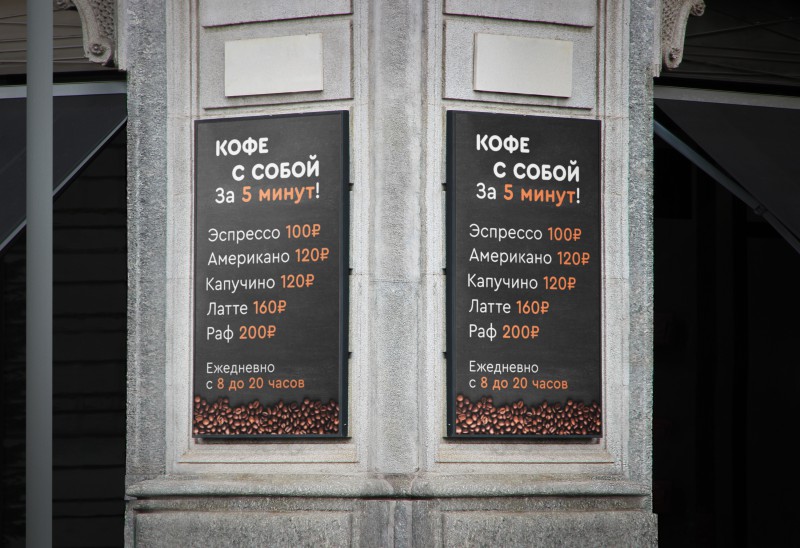 КОФЕ
С СОБОЙ
За 5 минут!
Эспрессо 100₽
Американо 120₽
Капучино 120₽
Латте 160₽
Раф 200₽
Ежедневно
с 8 до 20 часов
КОФЕ
С СОБОЙ
За 5 минут!
Эспрессо 100₽
Американо 120₽
Капучино 120₽
Латте 160₽
Раф 200₽
Ежедневно
с 8 до 20 часов